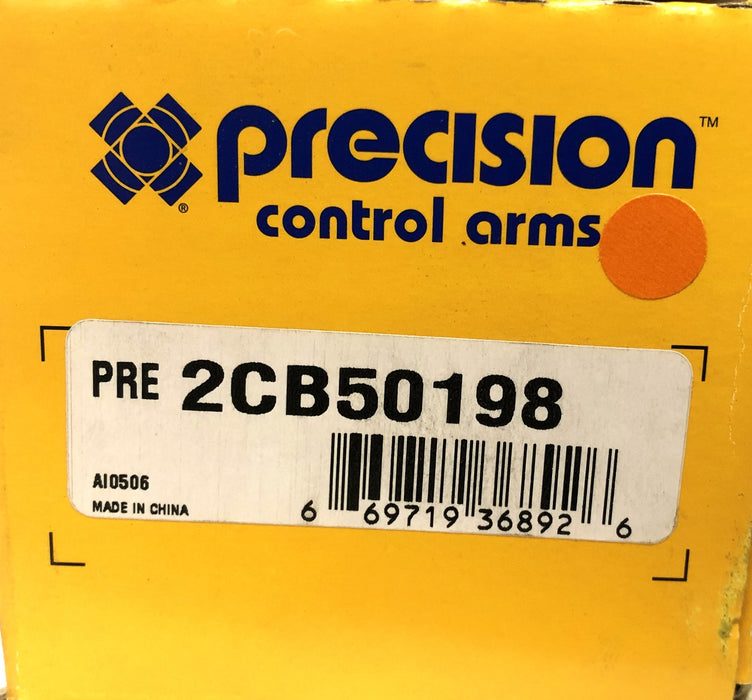 precision™
®
control arms
PRE 2CB50198
AI0506
MADE IN CHINA
6 69719 36892 6